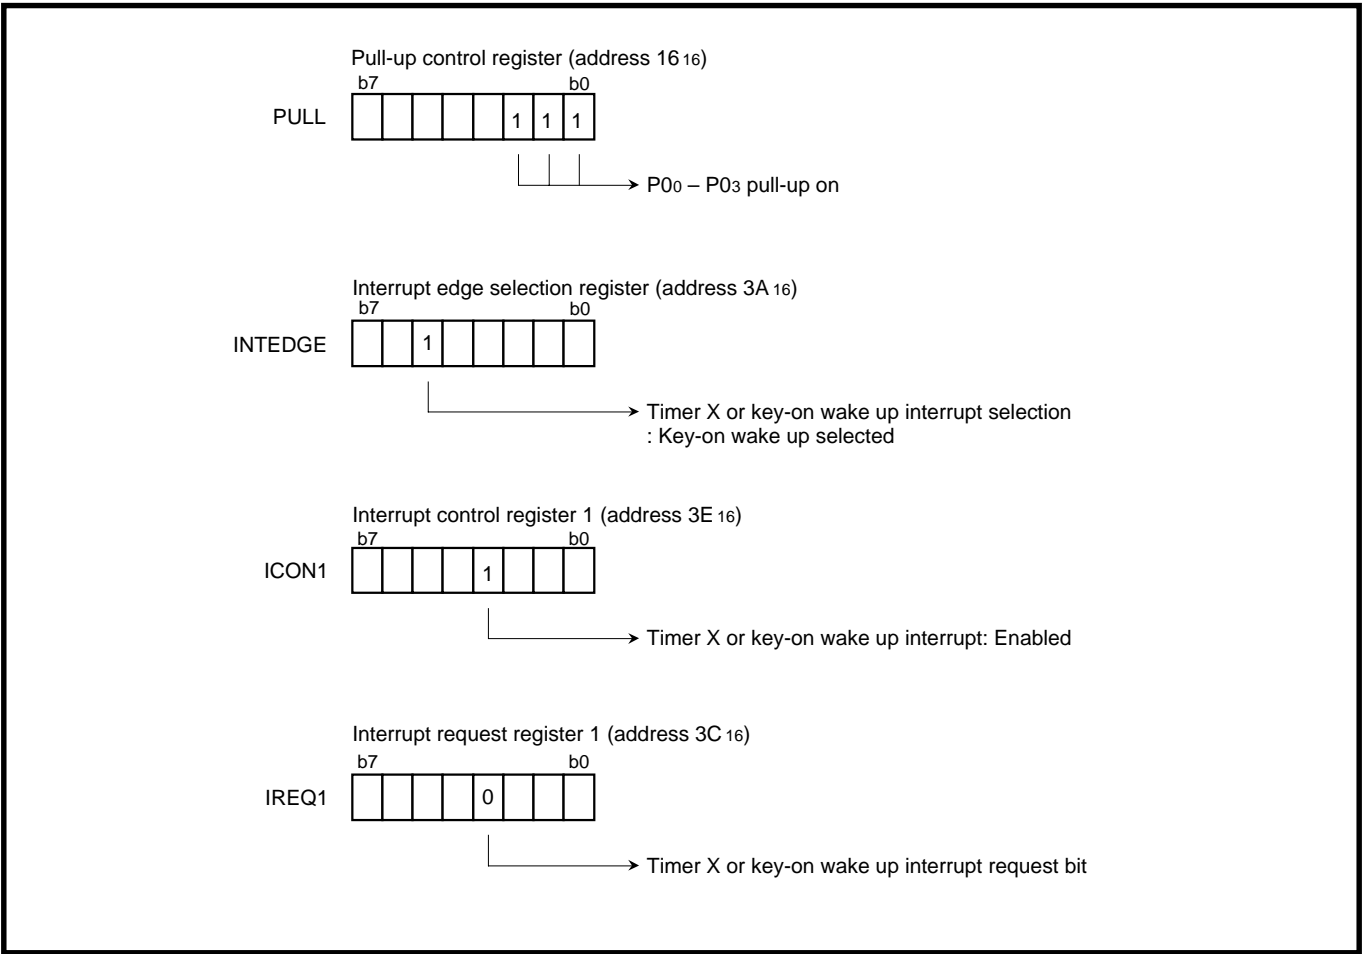 Pull-up control register (address 16 16)
b7 b0
PULL 1 1 1
P00 – P03 pull-up on
Interrupt edge selection register (address 3A 16)
b7 b0
INTEDGE 1
Timer X or key-on wake up interrupt selection
: Key-on wake up selected
Interrupt control register 1 (address 3E 16)
b7 b0
ICON1 1
Timer X or key-on wake up interrupt: Enabled
Interrupt request register 1 (address 3C 16)
b7 b0
IREQ1 0
Timer X or key-on wake up interrupt request bit